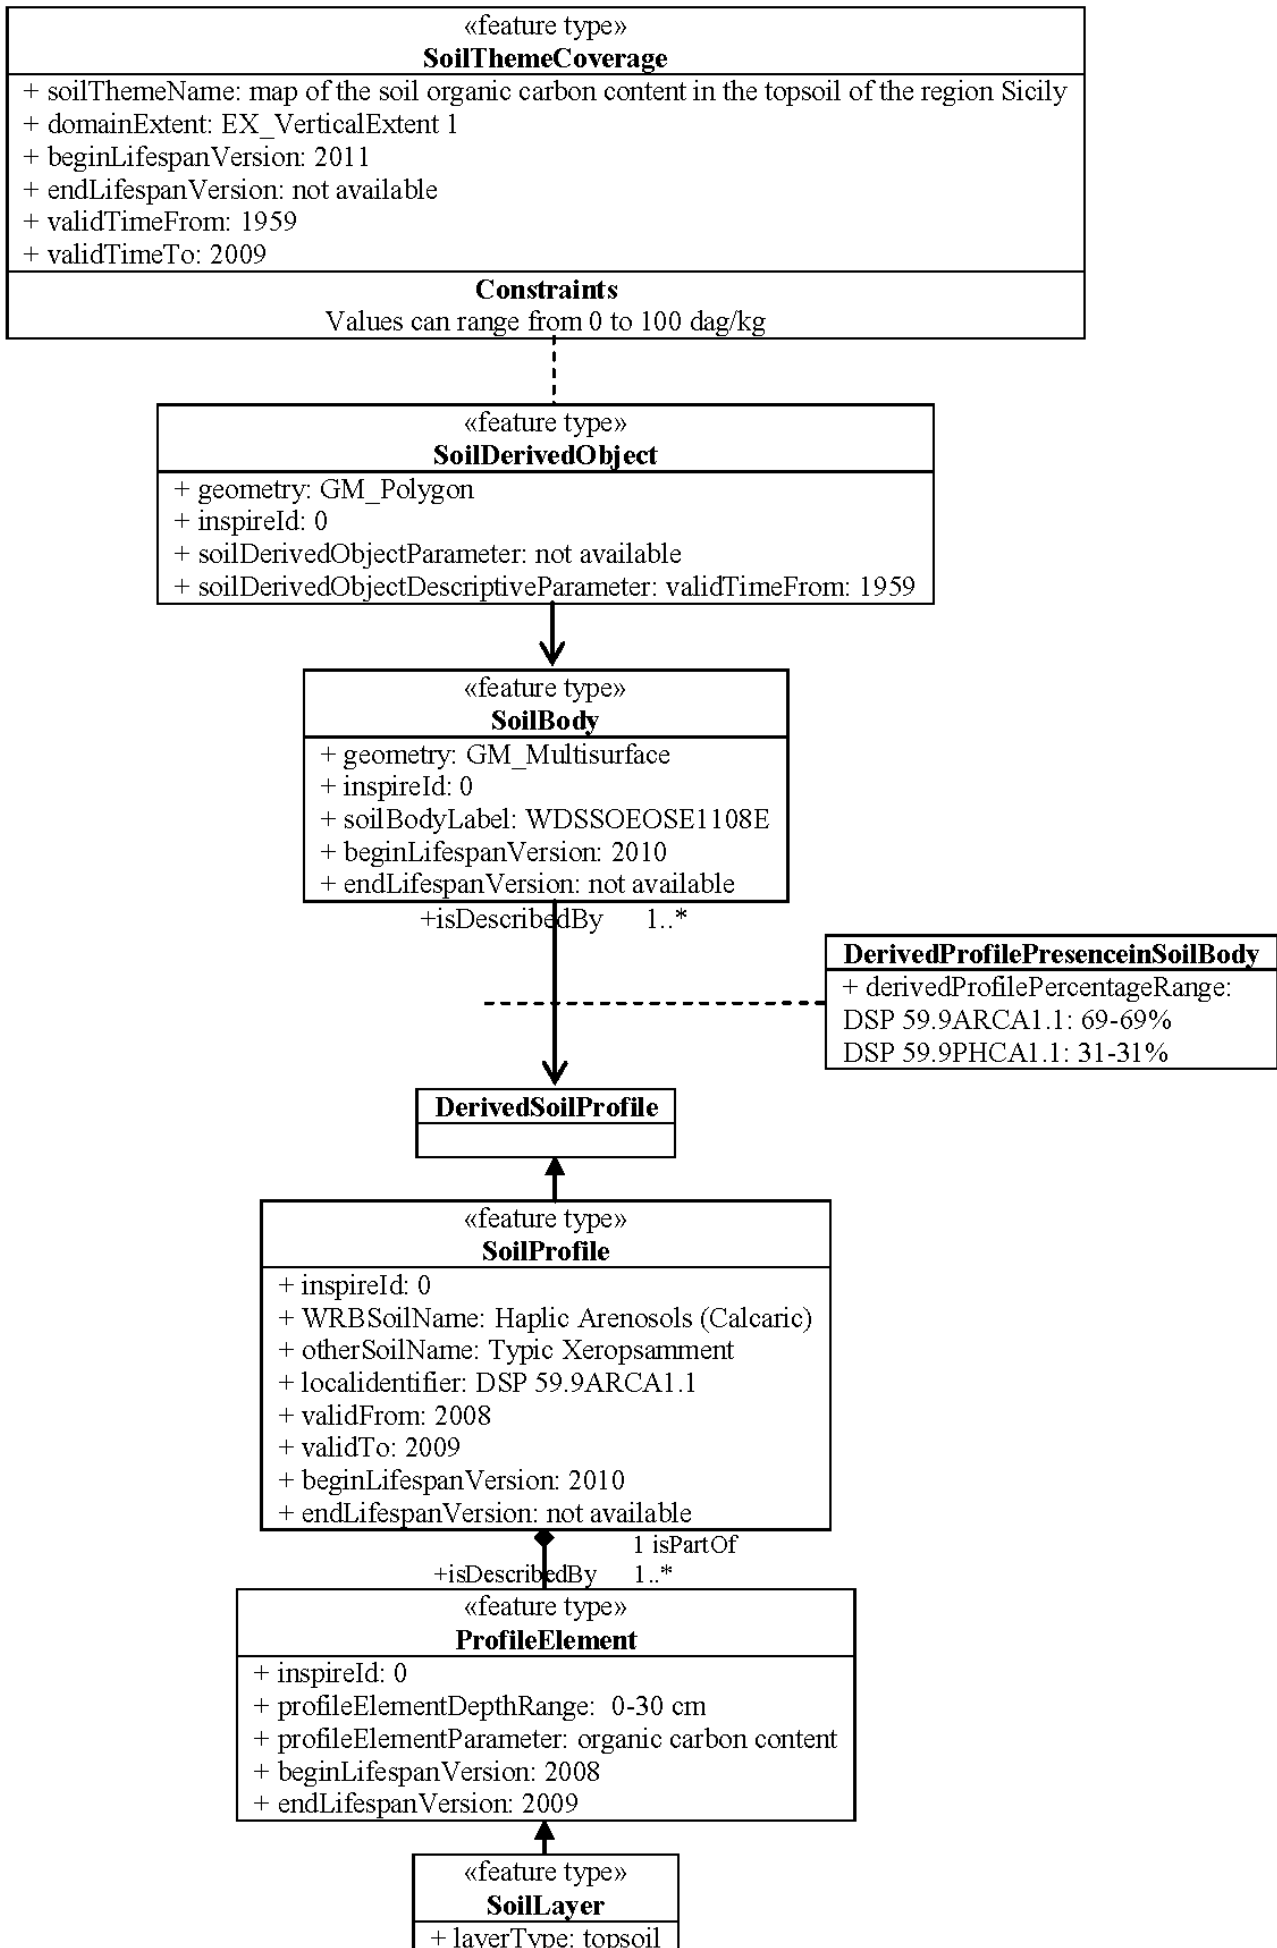 «feature type»
SoilThemeCoverage
+ soilThemeName: map of the soil organic carbon content in the topsoil of the region Sicily
+ domainExtent: EX_VerticalExtent 1
+ beginLifespanVersion: 2011
+ endLifespanVersion: not available
+ validTimeFrom: 1959
+ validTimeTo: 2009
Constraints
Values can range from 0 to 100 dag/kg
«feature type»
SoilDerivedObject
+ geometry: GM_Polygon
+ inspireId: 0
+ soilDerivedObjectParameter: not available
+ soilDerivedObjectDescriptiveParameter: validTimeFrom: 1959
«feature type»
SoilBody
+ geometry: GM_Multisurface
+ inspireId: 0
+ soilBodyLabel: WDSSOEOSE1108E
+ beginLifespanVersion: 2010
+ endLifespanVersion: not available
+isDescribedBy 1..*
DerivedProfilePresenceinSoilBody
+ derivedProfilePercentageRange:
DSP 59.9ARCA1.1: 69-69%
DSP 59.9PHCA1.1: 31-31%
DerivedSoilProfile
«feature type»
SoilProfile
+ inspireId: 0
+ WRBSoilName: Haplic Arenosols (Calcaric)
+ otherSoilName: Typic Xeropsamment
+ localidentifier: DSP 59.9ARCA1.1
+ validFrom: 2008
+ validTo: 2009
+ beginLifespanVersion: 2010
+ endLifespanVersion: not available
1 isPartOf
+isDescribedBy 1..*
«feature type»
ProfileElement
+ inspireId: 0
+ profileElementDepthRange: 0-30 cm
+ profileElementParameter: organic carbon content
+ beginLifespanVersion: 2008
+ endLifespanVersion: 2009
«feature type»
SoilLayer
+ layerType: topsoil